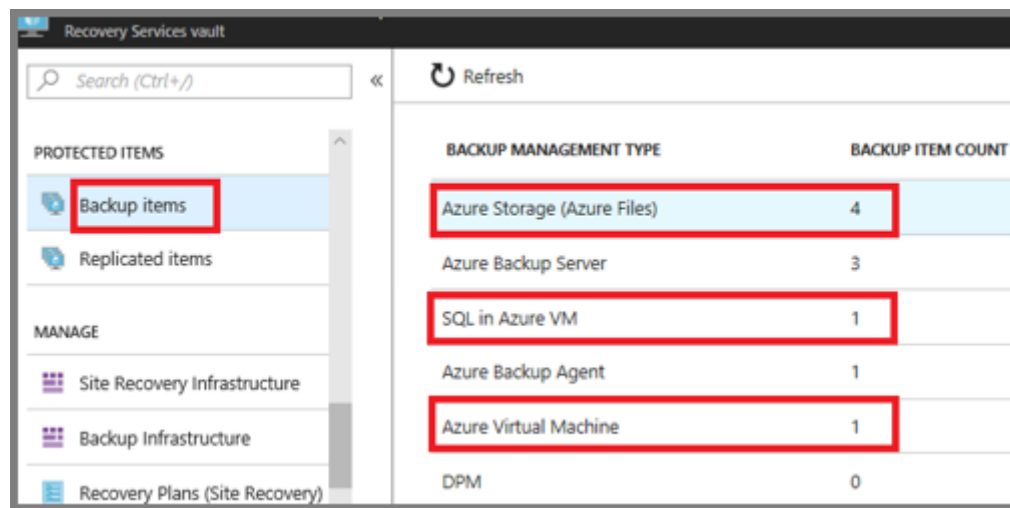 Recovery Services vault
Search (Ctrl+/)
«
Refresh
PROTECTED ITEMS
Backup items
Replicated items
MANAGE
Site Recovery Infrastructure
Backup Infrastructure
Recovery Plans (Site Recovery)
BACKUP MANAGEMENT TYPE BACKUP ITEM COUNT
Azure Storage (Azure Files) 4
Azure Backup Server 3
SQL in Azure VM 1
Azure Backup Agent 1
Azure Virtual Machine 1
DPM 0